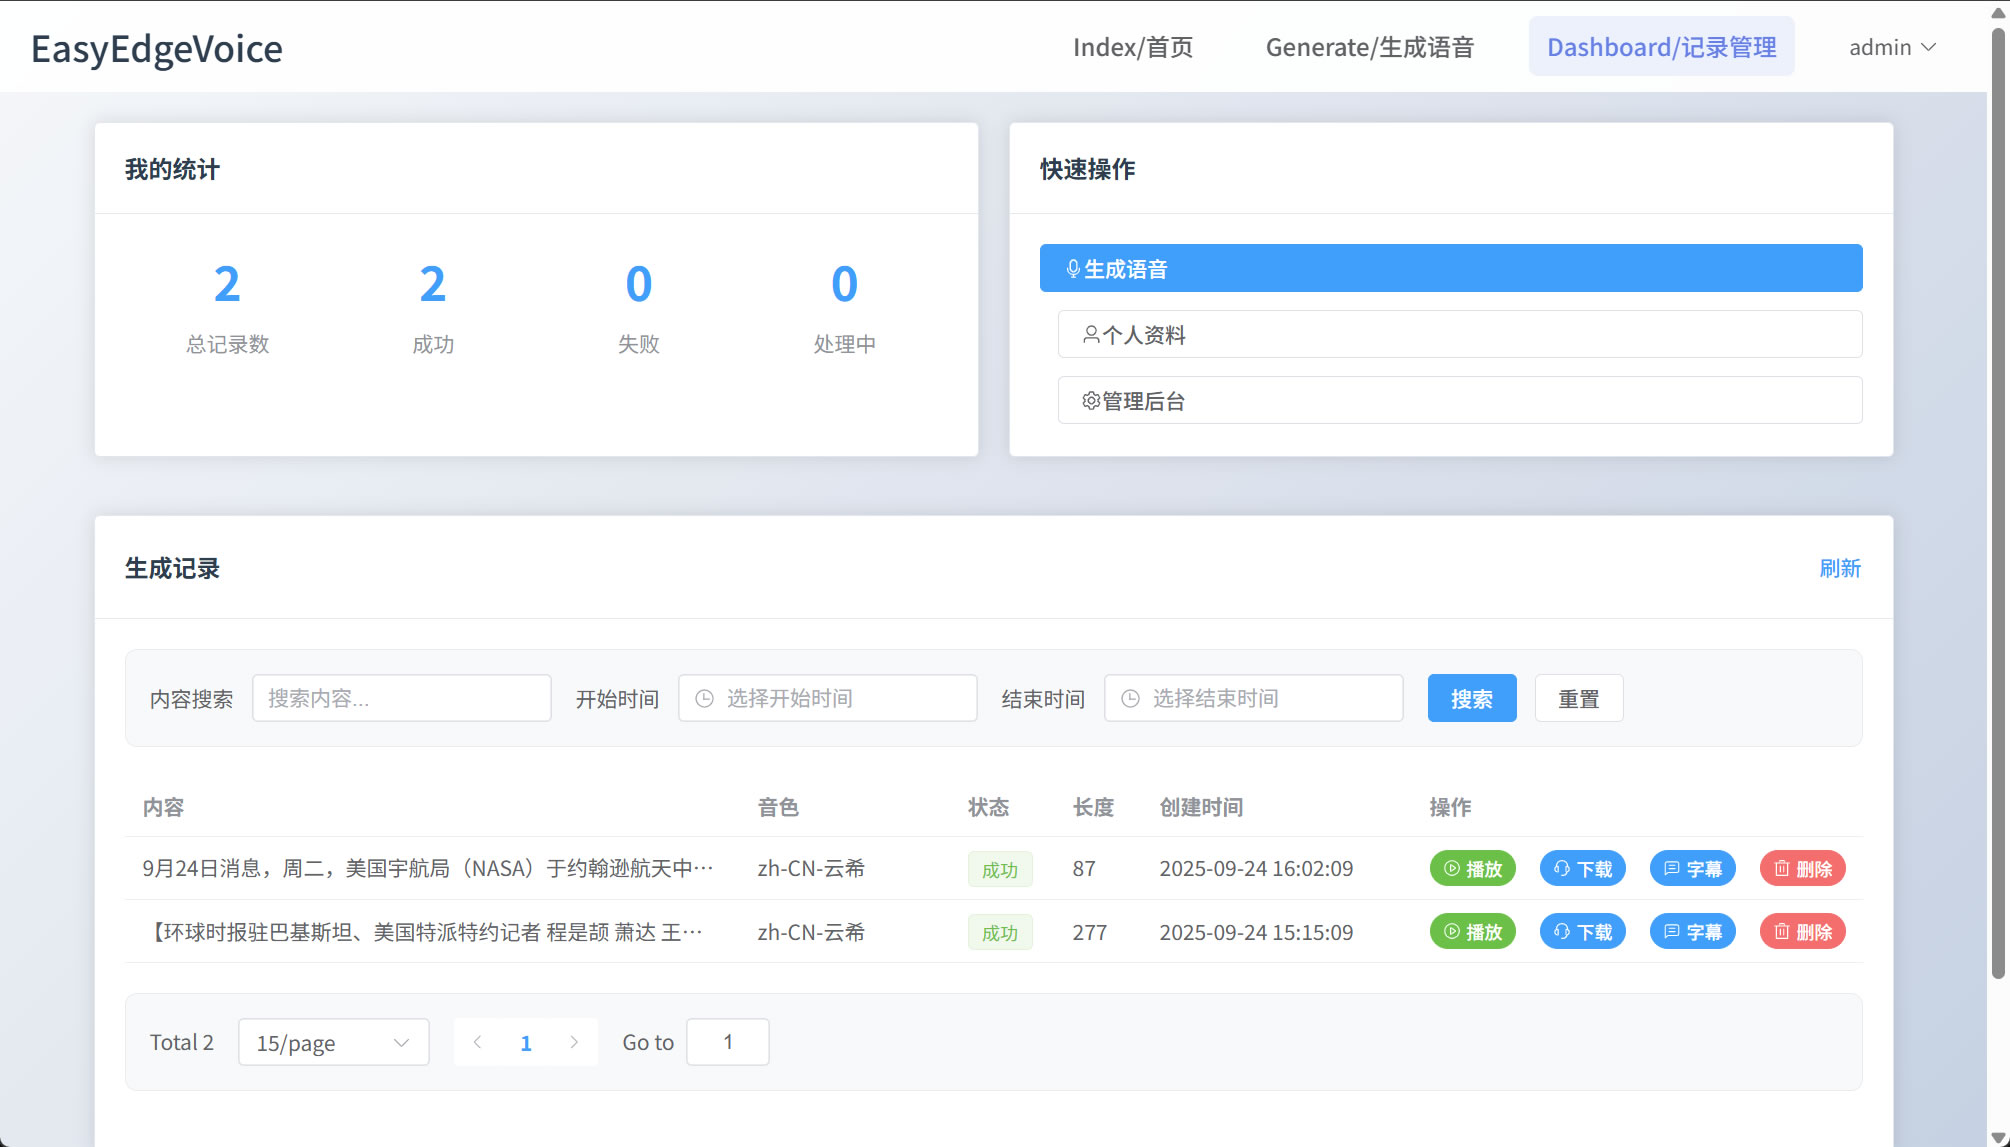 EasyEdgeVoice
Index/首页
Generate/生成语音
Dashboard/记录管理
admin
我的统计
2
2
0
0
总记录数
成功
失败
处理中
快速操作
生成语音
个人资料
管理后台
生成记录
刷新
内容搜索
搜索内容...
开始时间
选择开始时间
结束时间
选择结束时间
搜索
重置
内容
音色
状态
长度
创建时间
操作
9月24日消息，周二，美国宇航局（NASA）于约翰逊航天中…
zh-CN-云希
成功
87
2025-09-24 16:02:09
播放
下载
字幕
删除
【环球时报驻巴基斯坦、美国特派特约记者 程是颉 萧达 王…
zh-CN-云希
成功
277
2025-09-24 15:15:09
播放
下载
字幕
删除
Total 2
15/page
1
Go to
1